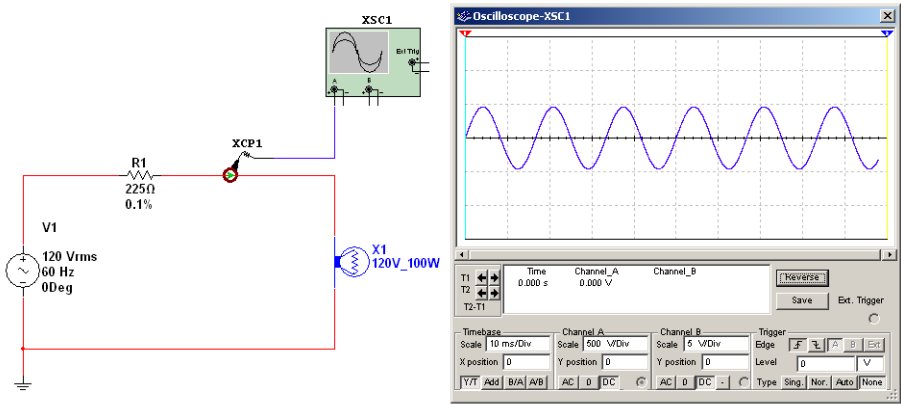 XSC1
Ext Trig
A B
XCP1
R1
225Ω
0.1%
V1
120 Vrms
60 Hz
0Deg
X1
120V_100W
Oscilloscope-XSC1
1 2
T1
T2
T2-T1
Time Channel_A Channel_B
0.000 s 0.000 V
Reverse
Save
Ext. Trigger
Timebase
Scale 10 ms/Div
X position 0
Y/T Add B/A A/B
Channel A
Scale 500 V/Div
Y position 0
AC 0 DC
Channel B
Scale 5 V/Div
Y position 0
AC 0 DC -
Trigger
Edge A B Ext
Level 0 V
Type Sing. Nor. Auto None